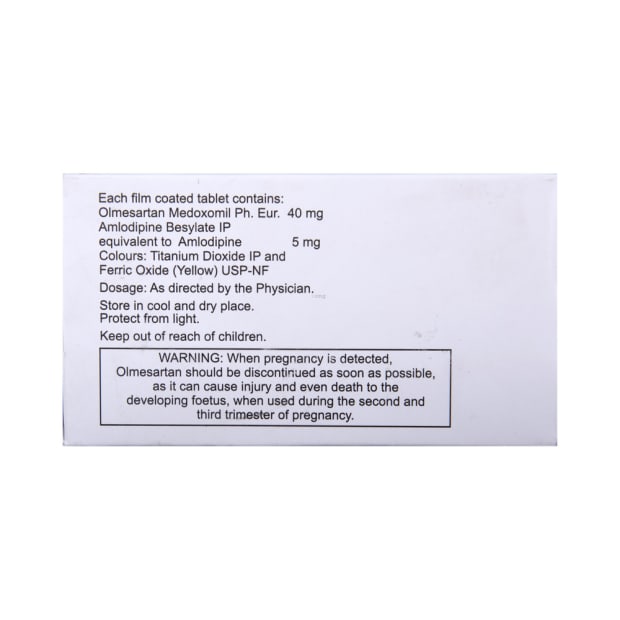 Each film coated tablet contains:
Olmesartan Medoxomil Ph. Eur. 40 mg
Amlodipine Besylate IP
equivalent to Amlodipine 5 mg
Colours: Titanium Dioxide IP and
Ferric Oxide (Yellow) USP-NF
Dosage: As directed by the Physician.
Store in cool and dry place.
Protect from light.
Keep out of reach of children.
WARNING: When pregnancy is detected,
Olmesartan should be discontinued as soon as possible,
as it can cause injury and even death to the
developing foetus, when used during the second and
third trimester of pregnancy.